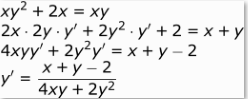 xy² + 2x = xy
2x · 2y · y′ + 2y² · y′ + 2 = x + y
4xyy′ + 2y²y′ = x + y − 2
y′ = (x + y − 2)/(4xy + 2y²)